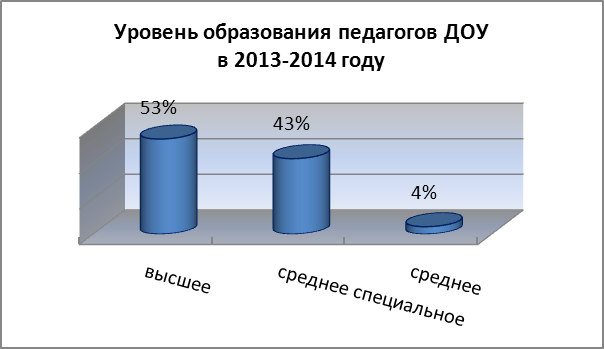 Уровень образования педагогов ДОУ
в 2013-2014 году
53%
43%
4%
высшее
среднее специальное
среднее